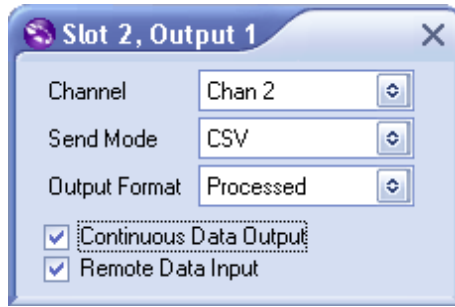 Slot 2, Output 1
Channel Chan 2
Send Mode CSV
Output Format Processed
Continuous Data Output
Remote Data Input